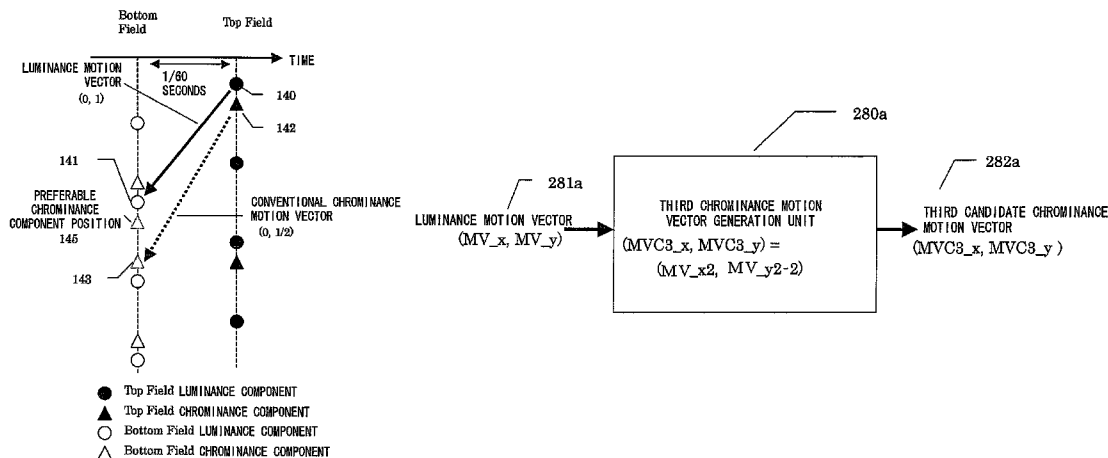 Bottom
Field
Top Field
TIME
LUMINANCE MOTION
VECTOR
(0, 1)
1/60
SECONDS
140
142
141
PREFERABLE
CHROMINANCE
COMPONENT POSITION
145
143
CONVENTIONAL CHROMINANCE
MOTION VECTOR
(0, 1/2)
Top Field LUMINANCE COMPONENT
Top Field CHROMINANCE COMPONENT
Bottom Field LUMINANCE COMPONENT
Bottom Field CHROMINANCE COMPONENT
280a
281a
LUMINANCE MOTION VECTOR
(MV_x, MV_y)
THIRD CHROMINANCE MOTION
VECTOR GENERATION UNIT
(MVC3_x, MVC3_y) =
(MV_x2, MV_y2-2)
282a
THIRD CANDIDATE CHROMINANCE
MOTION VECTOR
(MVC3_x, MVC3_y )